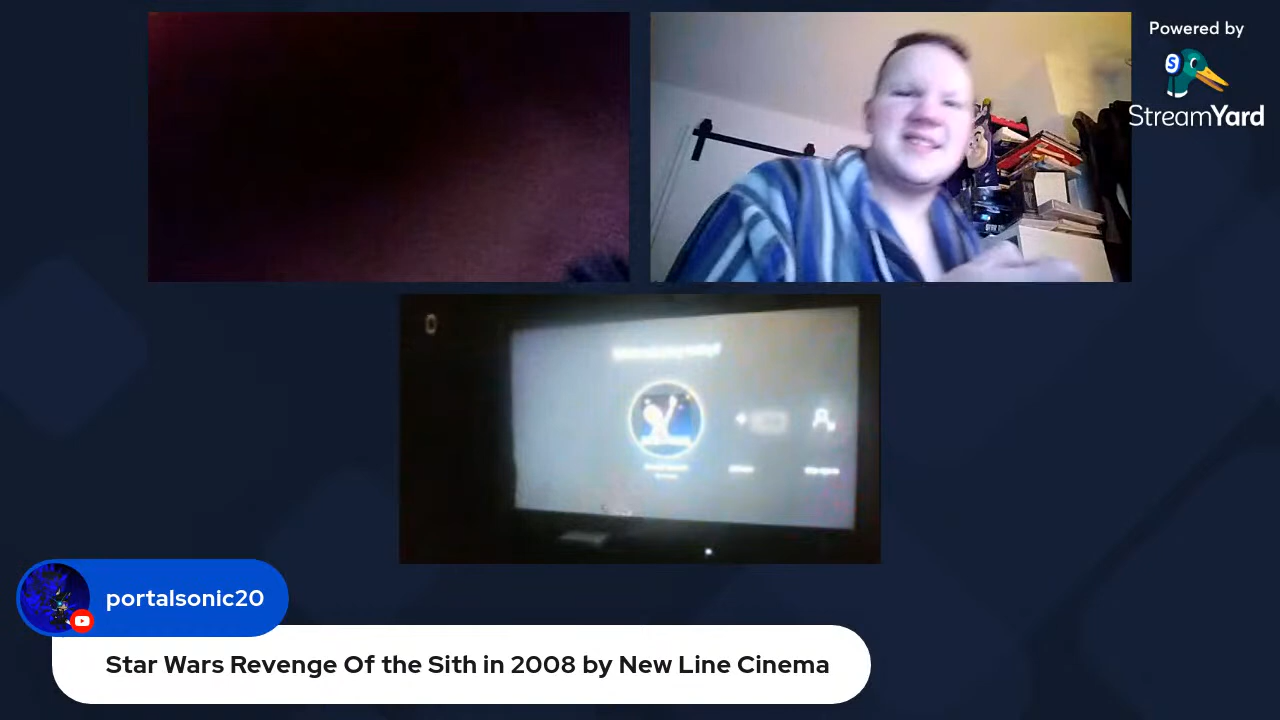 Powered by
S
StreamYard
portalsonic20
Star Wars Revenge Of the Sith in 2008 by New Line Cinema